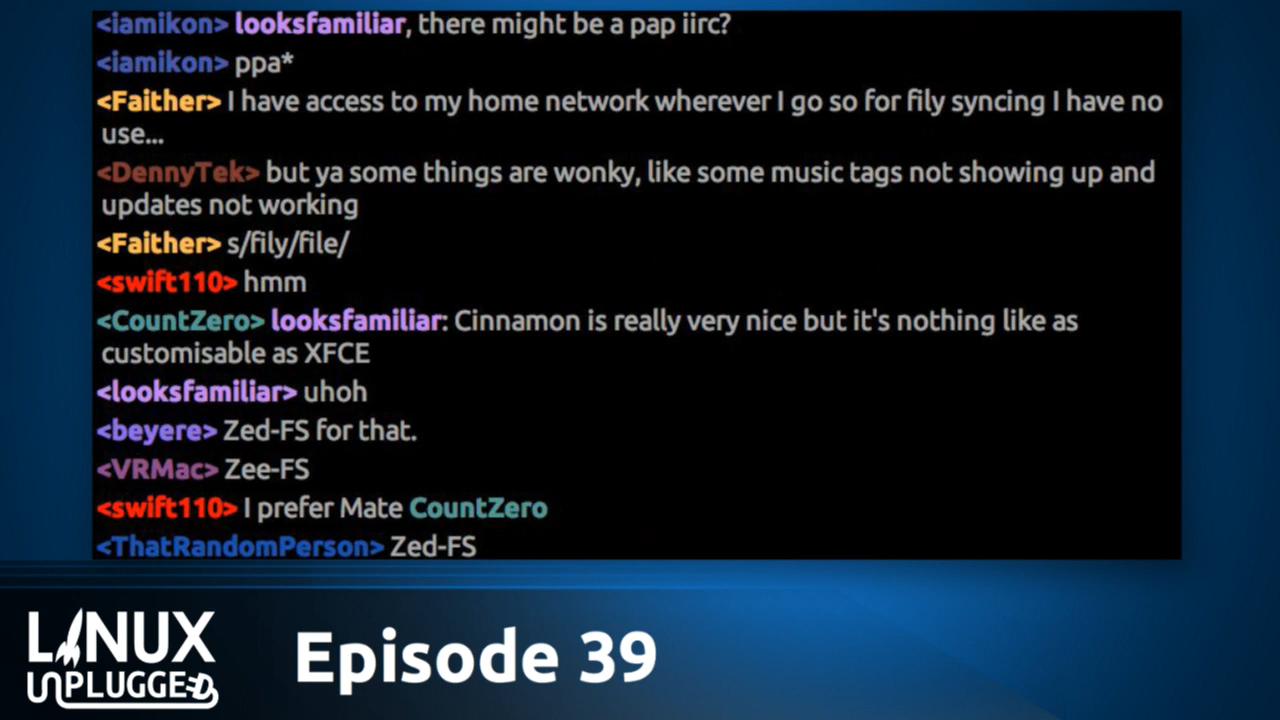 <iamikon> looksfamiliar, there might be a pap iirc?
<iamikon> ppa*
<Faither> I have access to my home network wherever I go so for fily syncing I have no
use...
<DennyTek> but ya some things are wonky, like some music tags not showing up and
updates not working
<Faither> s/fily/file/
<swift110> hmm
<CountZero> looksfamiliar: Cinnamon is really very nice but it's nothing like as
customisable as XFCE
<looksfamiliar> uhoh
<beyere> Zed-FS for that.
<VRMac> Zee-FS
<swift110> I prefer Mate CountZero
<ThatRandomPerson> Zed-FS
LINUX
UNPLUGGED
Episode 39